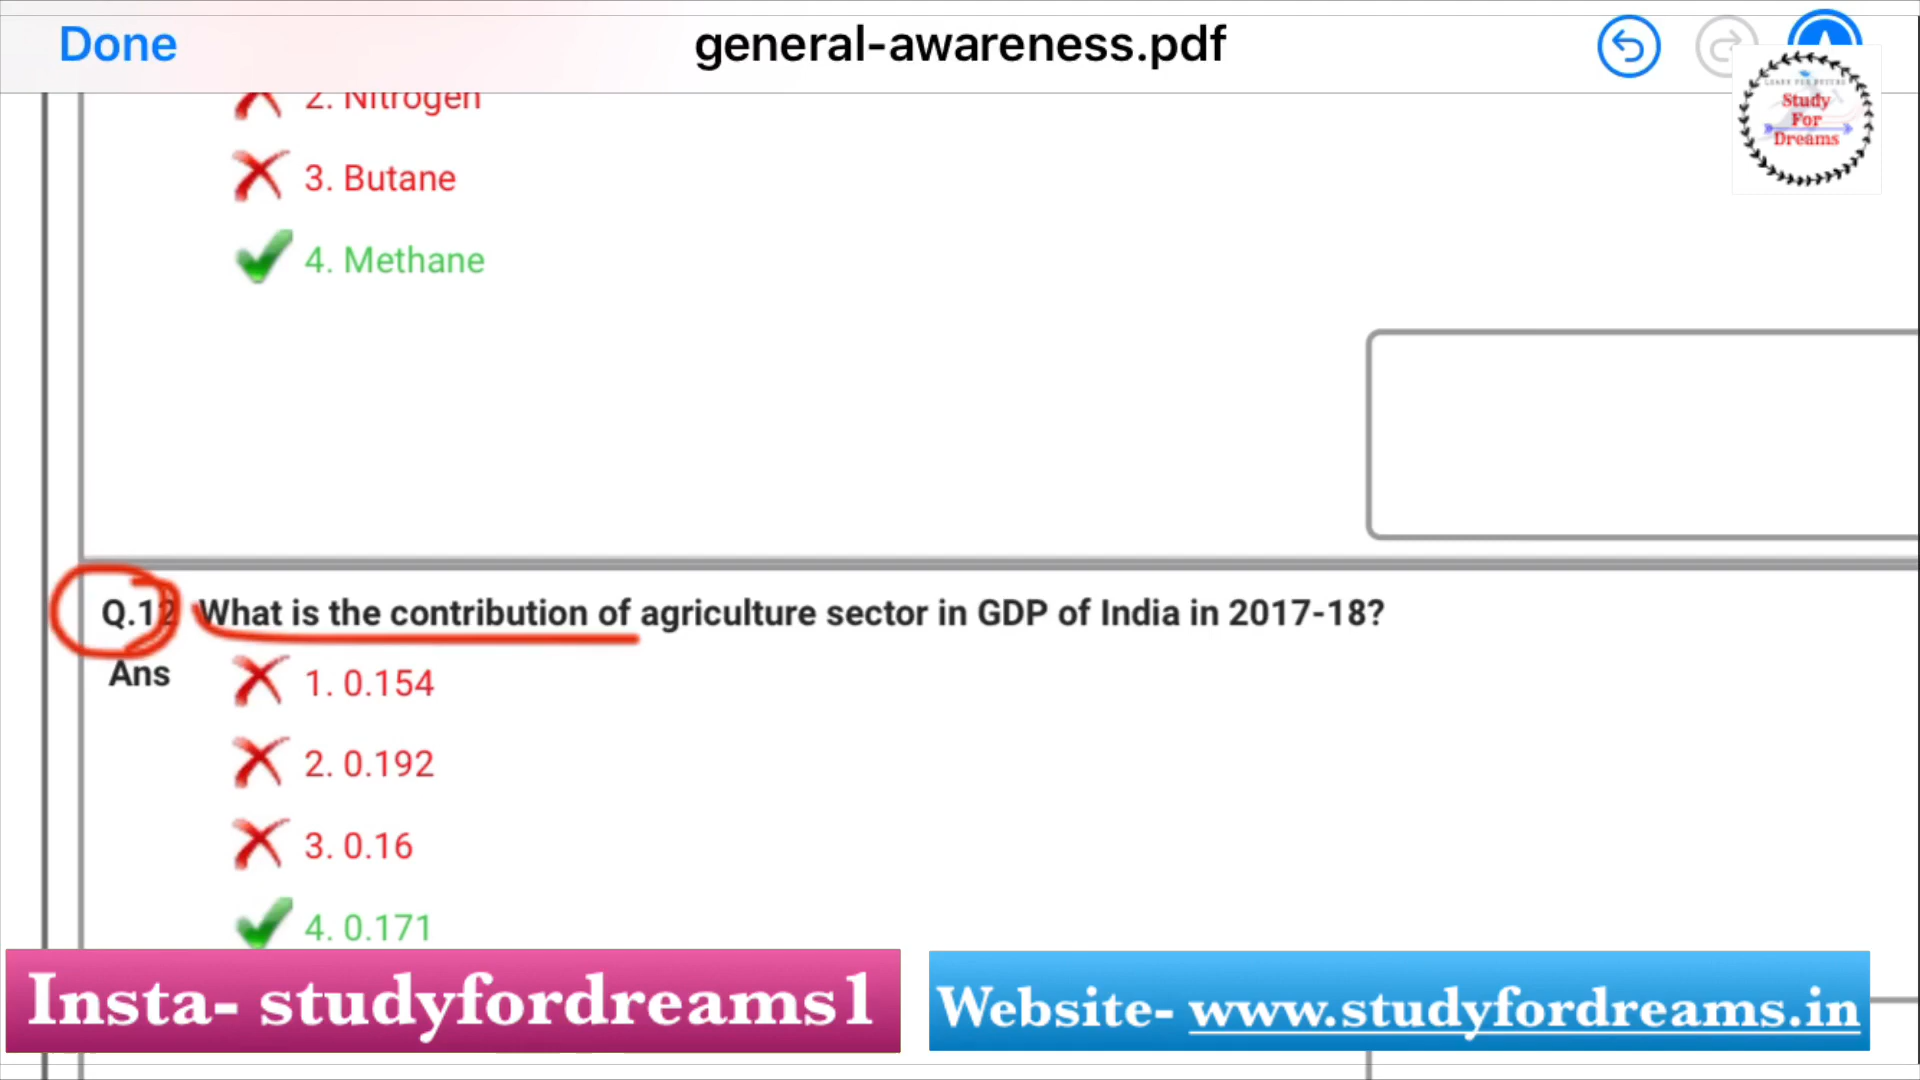 Done
general-awareness.pdf
Study
For
Dreams
2. Nitrogen
3. Butane
4. Methane
Q.12 What is the contribution of agriculture sector in GDP of India in 2017-18?
Ans
1. 0.154
2. 0.192
3. 0.16
4. 0.171
Insta- studyfordreams1
Website- www.studyfordreams.in